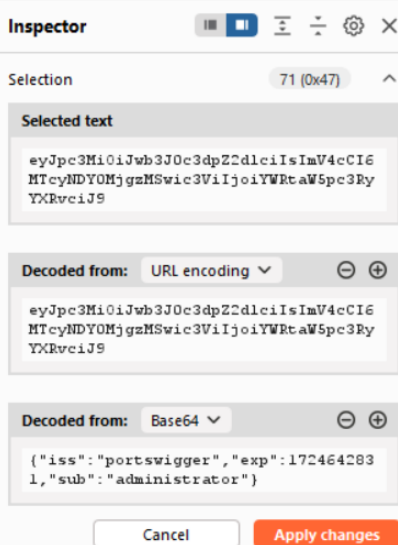 Inspector
Selection 71 (0x47)
Selected text
eyJpc3MiOiJwb3J0c3dpZ2dlciIsImV4cCI6
MTcyNDY0MjgzMSwic3ViIjoiYWRtaW5pc3Ry
YXRvciJ9
Decoded from: URL encoding
eyJpc3MiOiJwb3J0c3dpZ2dlciIsImV4cCI6
MTcyNDY0MjgzMSwic3ViIjoiYWRtaW5pc3Ry
YXRvciJ9
Decoded from: Base64
{"iss":"portswigger","exp":172464283
1,"sub":"administrator"}
Cancel Apply changes